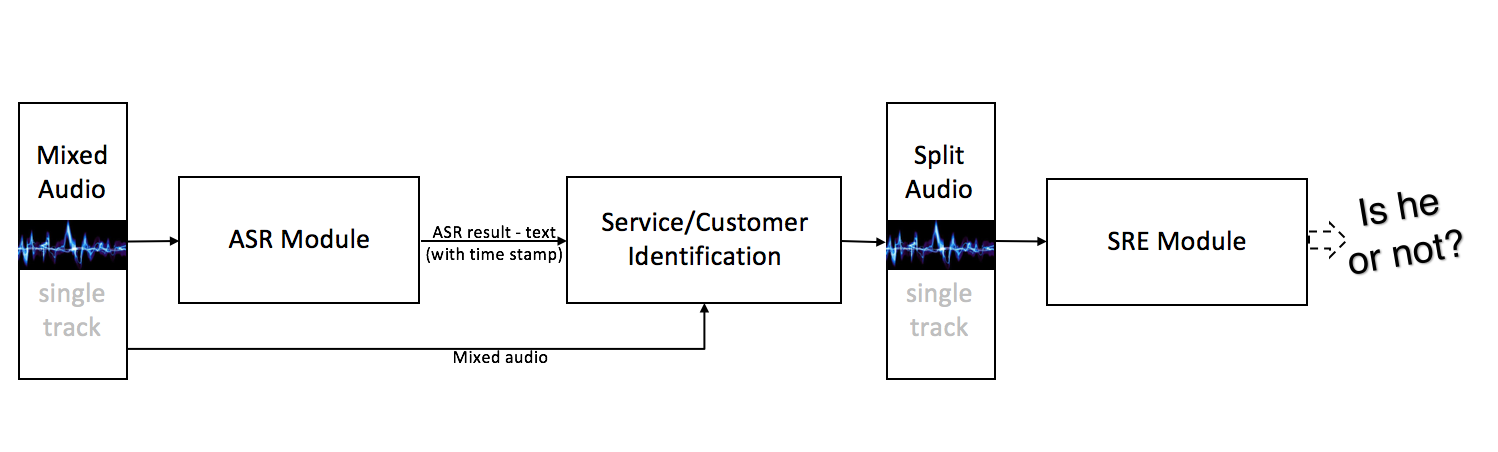 Mixed
Audio
single
track
ASR Module
ASR result - text
(with time stamp)
Mixed audio
Service/Customer
Identification
Split
Audio
single
track
SRE Module
Is he
or not?